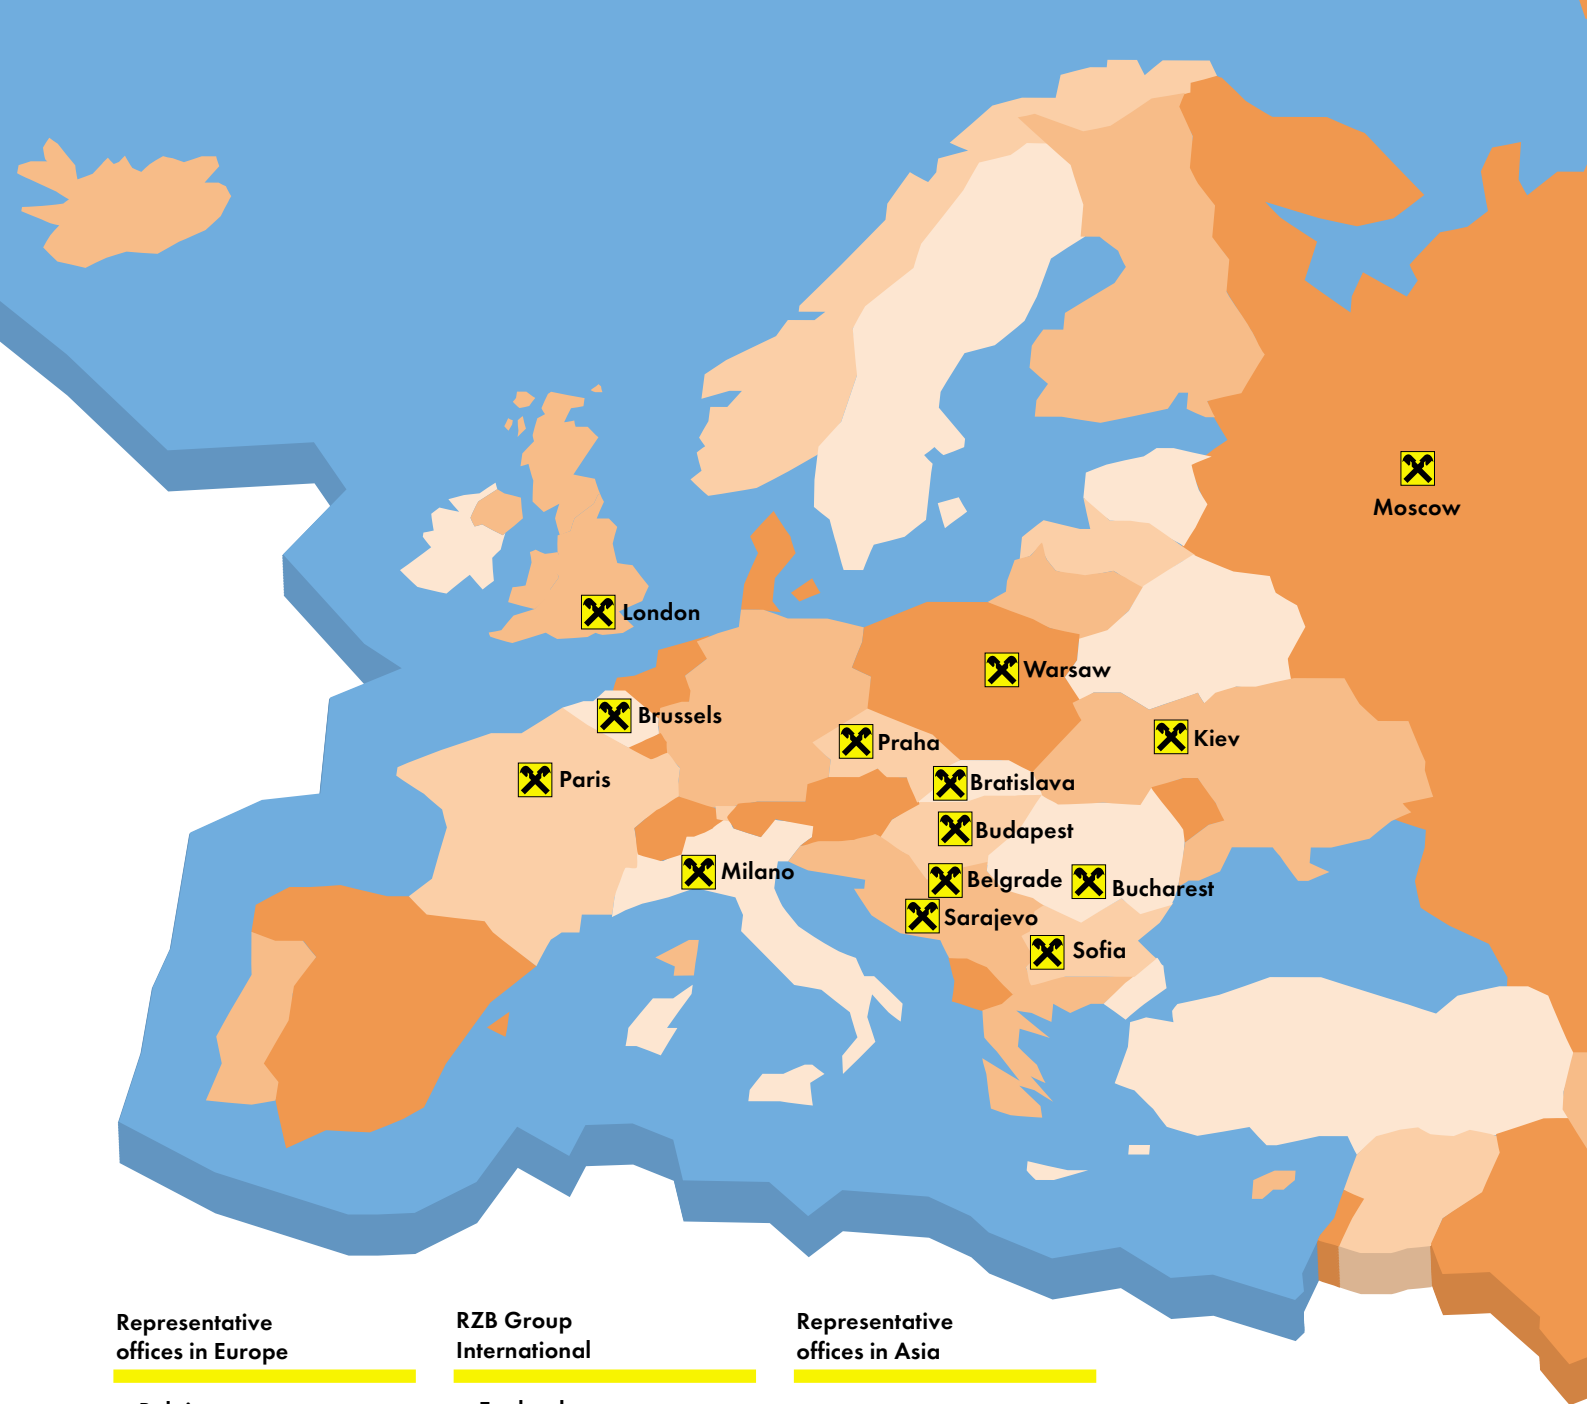 Moscow
London
Warsaw
Brussels
Kiev
Praha
Paris
Bratislava
Budapest
Milano
Belgrade
Bucharest
Sarajevo
Sofia
Representative
offices in Europe
RZB Group
International
Representative
offices in Asia